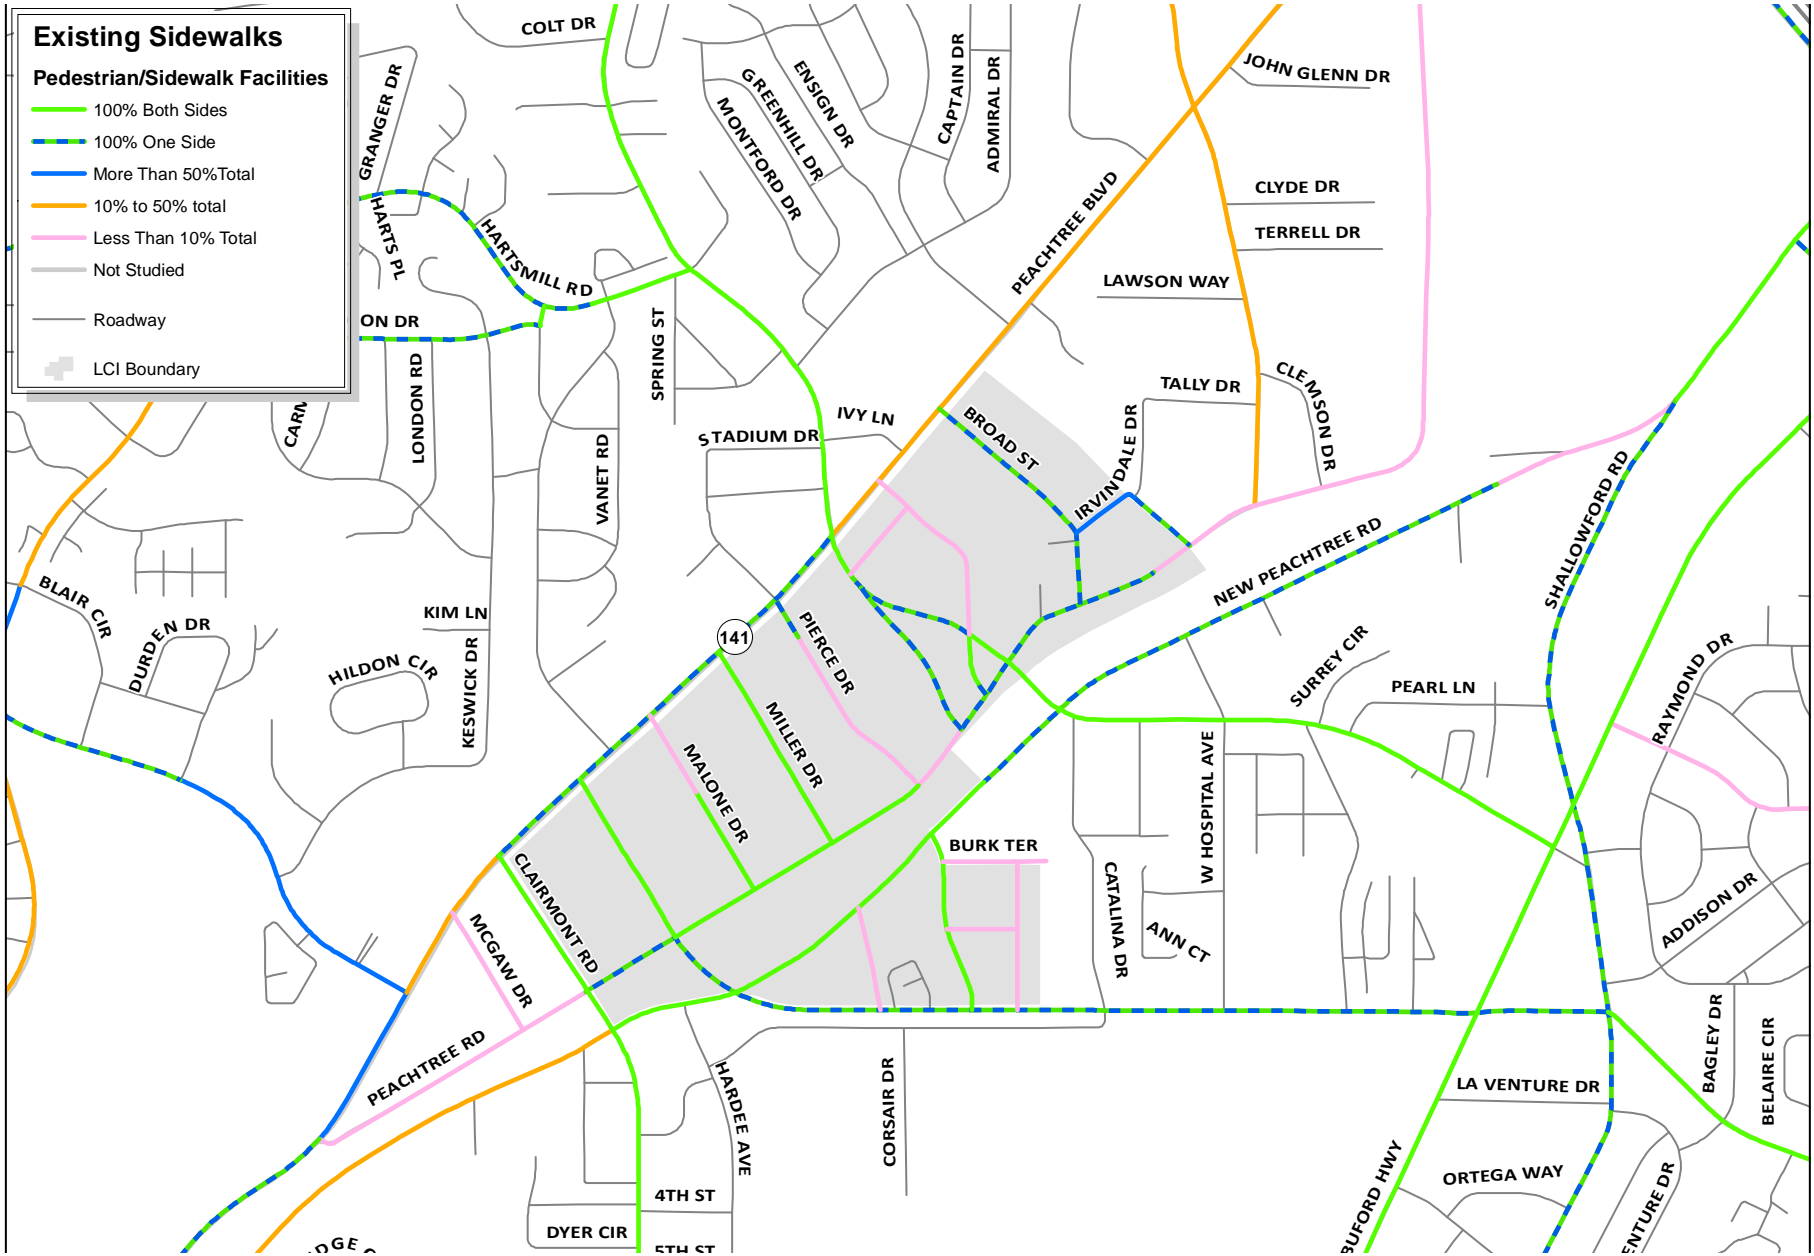 Existing Sidewalks
Pedestrian/Sidewalk Facilities
100% Both Sides
100% One Side
More Than 50%Total
10% to 50% total
Less Than 10% Total
Not Studied
Roadway
LCI Boundary
COLT DR
GRANGER DR
HARTS PL
HARTSMILL RD
ON DR
LONDON RD
CARM
SPRING ST
VANET RD
MONTFORD DR
GREENHILL DR
ENSIGN DR
CAPTAIN DR
ADMIRAL DR
PEACHTREE BLVD
JOHN GLENN DR
CLYDE DR
TERRELL DR
LAWSON WAY
TALLY DR
CLEMSON DR
IRVINDALE DR
BROAD ST
IVY LN
STADIUM DR
NEW PEACHTREE RD
SHALLOWFORD RD
BLAIR CIR
DURDEN DR
HILDON CIR
KIM LN
KESWICK DR
141
PIERCE DR
MILLER DR
MALONE DR
CLAIRMONT RD
MCGAW DR
PEACHTREE RD
BURK TER
CATALINA DR
W HOSPITAL AVE
ANN CT
SURREY CIR
PEARL LN
RAYMOND DR
ADDISON DR
BAGLEY DR
BELAIRE CIR
LA VENTURE DR
ORTEGA WAY
ENTURE DR
BUFORD HWY
CORSAIR DR
HARDEE AVE
4TH ST
DYER CIR
5TH ST
DGE C